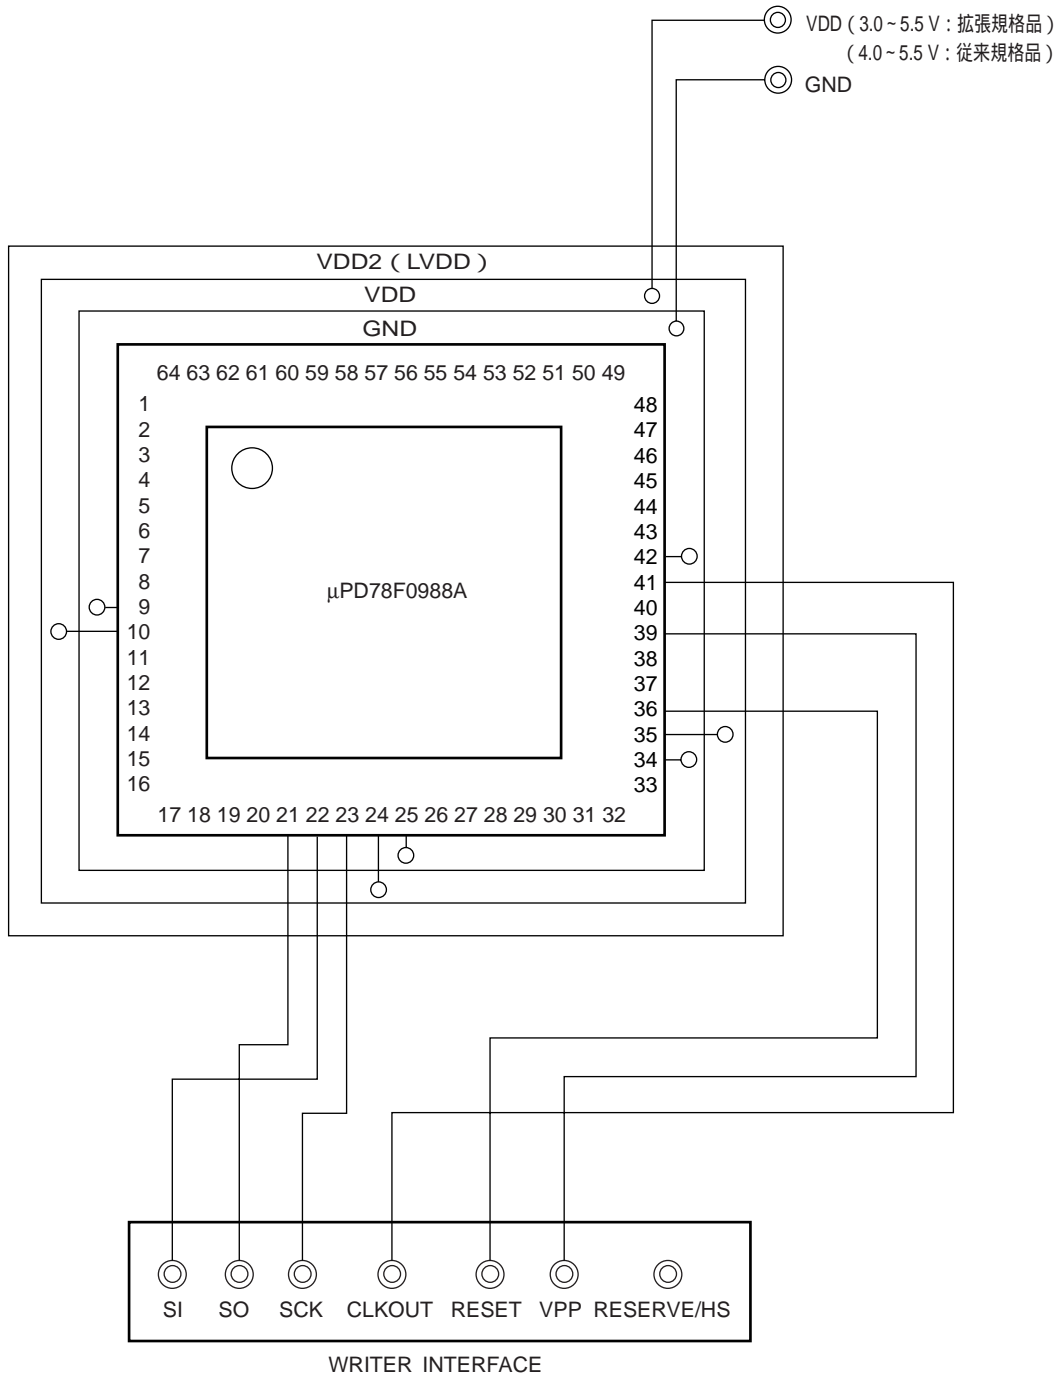 VDD ( 3.0 ~ 5.5 V : 拡張規格品 )
( 4.0 ~ 5.5 V : 従来規格品 )
GND
VDD2 ( LVDD )
VDD
GND
64 63 62 61 60 59 58 57 56 55 54 53 52 51 50 49
1
2
3
4
5
6
7
8
9
10
11
12
13
14
15
16
48
47
46
45
44
43
42
41
40
39
38
37
36
35
34
33
μPD78F0988A
17 18 19 20 21 22 23 24 25 26 27 28 29 30 31 32
SI SO SCK CLKOUT RESET VPP RESERVE/HS
WRITER INTERFACE